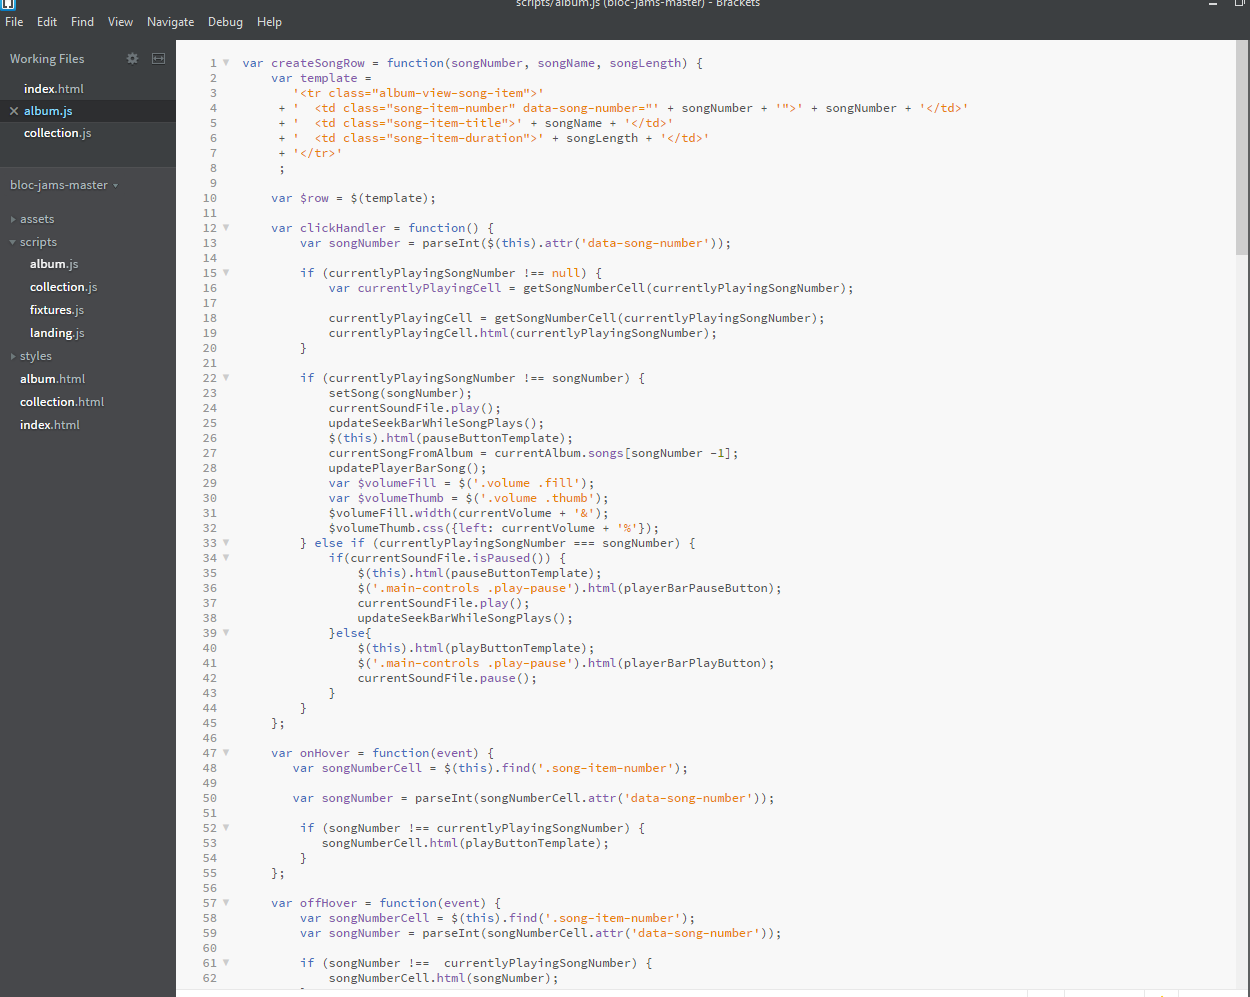 scripts/album.js (bloc-jams-master) - Brackets
File Edit Find View Navigate Debug Help
Working Files
index.html
album.js
collection.js
bloc-jams-master
assets
scripts
album.js
collection.js
fixtures.js
landing.js
styles
album.html
collection.html
index.html
1 var createSongRow = function(songNumber, songName, songLength) {
2 var template =
3 '<tr class="album-view-song-item">'
4 + '  <td class="song-item-number" data-song-number="' + songNumber + '">' + songNumber + '</td>'
5 + '  <td class="song-item-title">' + songName + '</td>'
6 + '  <td class="song-item-duration">' + songLength + '</td>'
7 + '</tr>'
8 ;
9
10 var $row = $(template);
11
12 var clickHandler = function() {
13 var songNumber = parseInt($(this).attr('data-song-number'));
14
15 if (currentlyPlayingSongNumber !== null) {
16 var currentlyPlayingCell = getSongNumberCell(currentlyPlayingSongNumber);
17
18 currentlyPlayingCell = getSongNumberCell(currentlyPlayingSongNumber);
19 currentlyPlayingCell.html(currentlyPlayingSongNumber);
20 }
21
22 if (currentlyPlayingSongNumber !== songNumber) {
23 setSong(songNumber);
24 currentSoundFile.play();
25 updateSeekBarWhileSongPlays();
26 $(this).html(pauseButtonTemplate);
27 currentSongFromAlbum = currentAlbum.songs[songNumber -1];
28 updatePlayerBarSong();
29 var $volumeFill = $('.volume .fill');
30 var $volumeThumb = $('.volume .thumb');
31 $volumeFill.width(currentVolume + '&');
32 $volumeThumb.css({left: currentVolume + '%'});
33 } else if (currentlyPlayingSongNumber === songNumber) {
34 if(currentSoundFile.isPaused()) {
35 $(this).html(pauseButtonTemplate);
36 $('.main-controls .play-pause').html(playerBarPauseButton);
37 currentSoundFile.play();
38 updateSeekBarWhileSongPlays();
39 }else{
40 $(this).html(playButtonTemplate);
41 $('.main-controls .play-pause').html(playerBarPlayButton);
42 currentSoundFile.pause();
43 }
44 }
45 };
46
47 var onHover = function(event) {
48 var songNumberCell = $(this).find('.song-item-number');
49
50 var songNumber = parseInt(songNumberCell.attr('data-song-number'));
51
52 if (songNumber !== currentlyPlayingSongNumber) {
53 songNumberCell.html(playButtonTemplate);
54 }
55 };
56
57 var offHover = function(event) {
58 var songNumberCell = $(this).find('.song-item-number');
59 var songNumber = parseInt(songNumberCell.attr('data-song-number'));
60
61 if (songNumber !==  currentlyPlayingSongNumber) {
62 songNumberCell.html(songNumber);